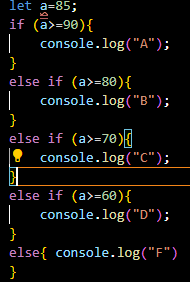 let a=85;
if (a>=90){
    console.log("A");
}
else if (a>=80){
    console.log("B");
}
else if (a>=70){
    console.log("C");
}
else if (a>=60){
    console.log("D");
}
else{ console.log("F")
}